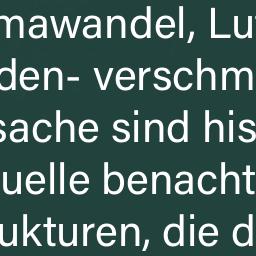 mawandel, Lu
den- verschm
sache sind his
uelle benacht
ukturen, die d